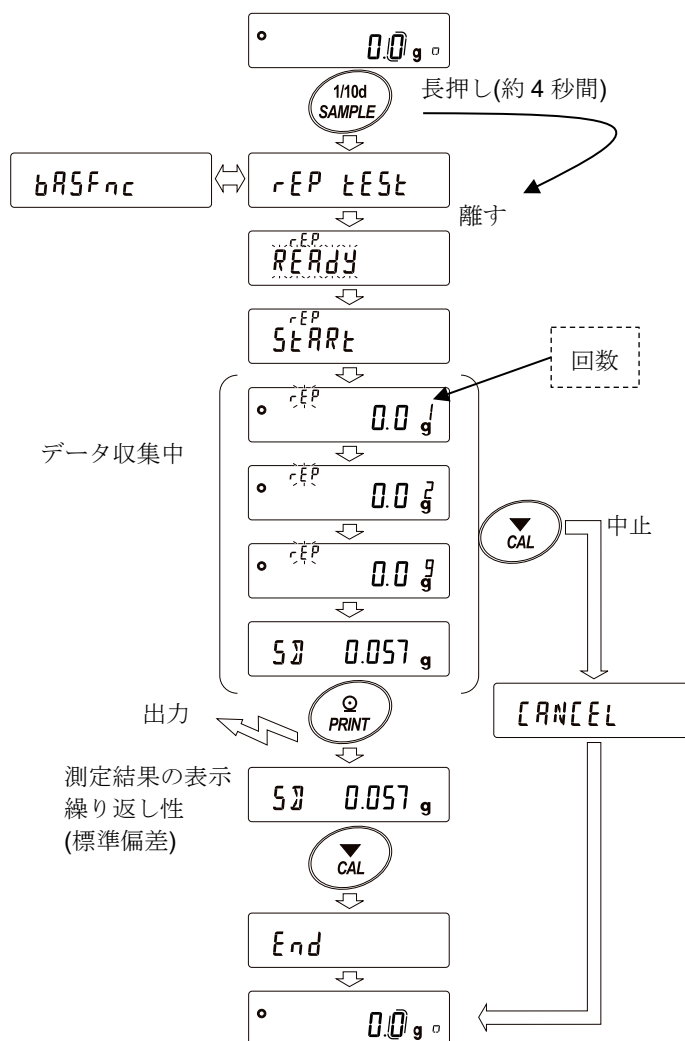 0.0 g
1/10d
SAMPLE
長押し(約 4 秒間)
bASFnc
rEP tESt
離す
rEP
REAdy
rEP
StARt
回数
rEP
0.0 g 1
データ収集中
rEP
0.0 g 2
CAL
中止
rEP
0.0 g 9
SD 0.057 g
出力
PRINT
CANCEL
測定結果の表示
繰り返し性
(標準偏差)
SD 0.057 g
CAL
End
0.0 g